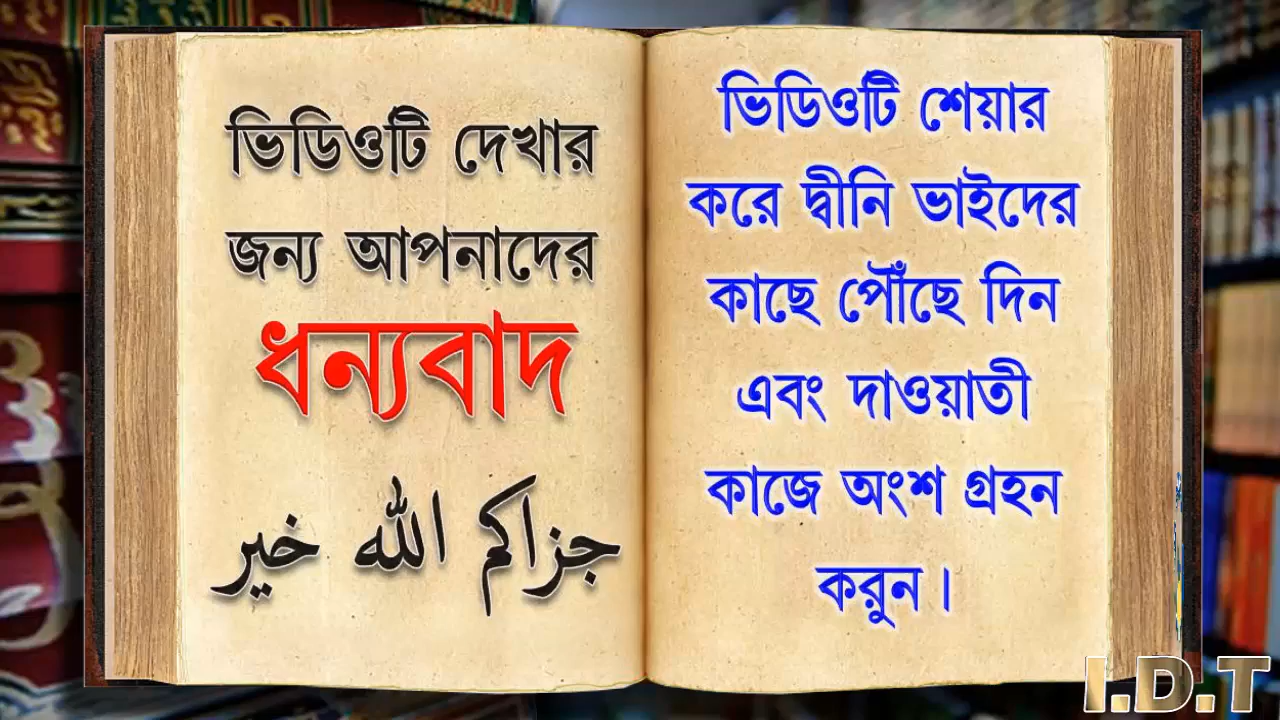 ভিডিওটি দেখার
জন্য আপনাদের
ধন্যবাদ
جزاكم الله خير
ভিডিওটি শেয়ার
করে দ্বীনি ভাইদের
কাছে পৌঁছে দিন
এবং দাওয়াতী
কাজে অংশ গ্রহন
করুন।
I.D.T